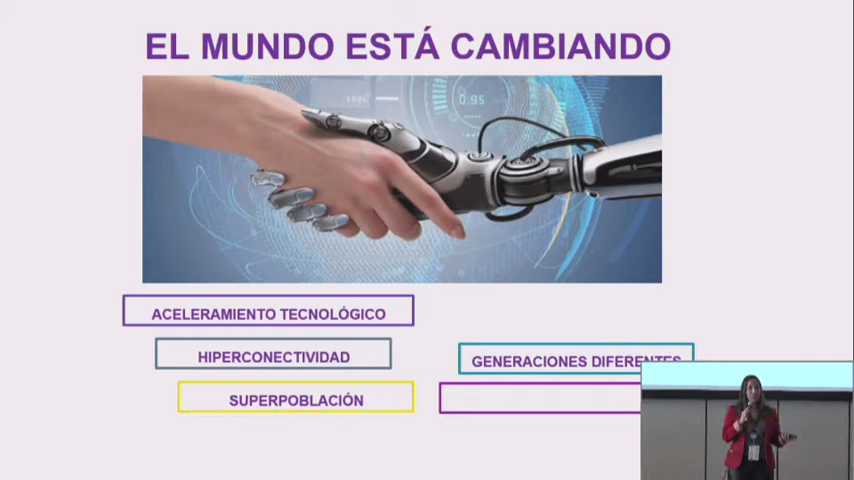 EL MUNDO ESTÁ CAMBIANDO
0.95
ACELERAMIENTO TECNOLÓGICO
HIPERCONECTIVIDAD
GENERACIONES DIFERENTES
SUPERPOBLACIÓN